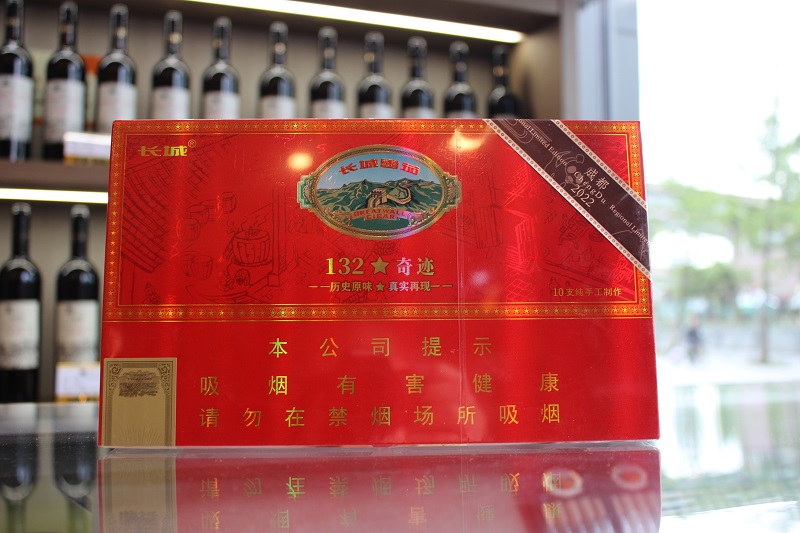 长城®
长城雪茄
GREATWALL
CIGAR
132★奇迹
历史原味★真实再现
成都
ChengDu
2022
Regional Limited Edition
10支纯手工制作
本公司提示
吸烟有害健康
请勿在禁烟场所吸烟